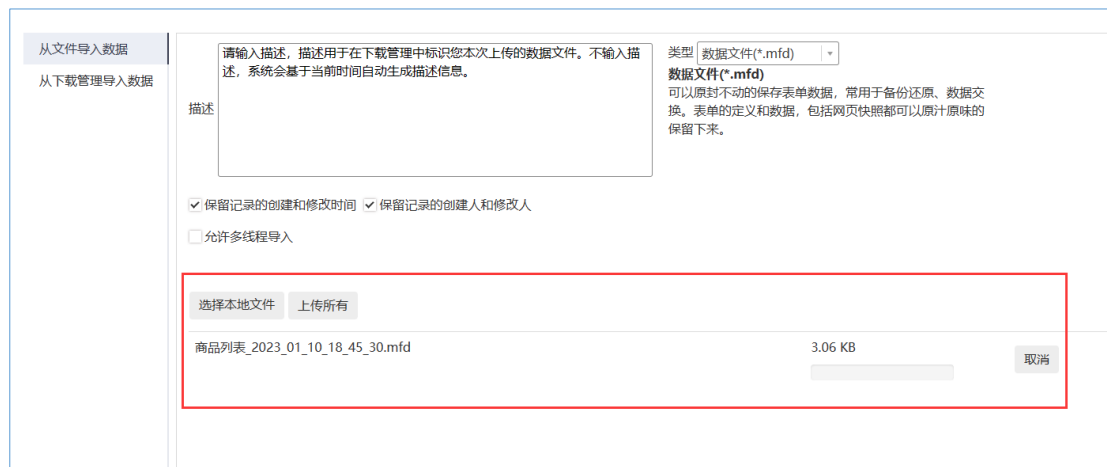 从文件导入数据
从下载管理导入数据
描述
请输入描述，描述用于在下载管理中标识您本次上传的数据文件。不输入描
述，系统会基于当前时间自动生成描述信息。
类型 数据文件(*.mfd)
数据文件(*.mfd)
可以原封不动的保存表单数据，常用于备份还原、数据交
换。表单的定义和数据，包括网页快照都可以原汁原味的
保留下来。
保留记录的创建和修改时间 保留记录的创建人和修改人
允许多线程导入
选择本地文件 上传所有
商品列表_2023_01_10_18_45_30.mfd 3.06 KB 取消